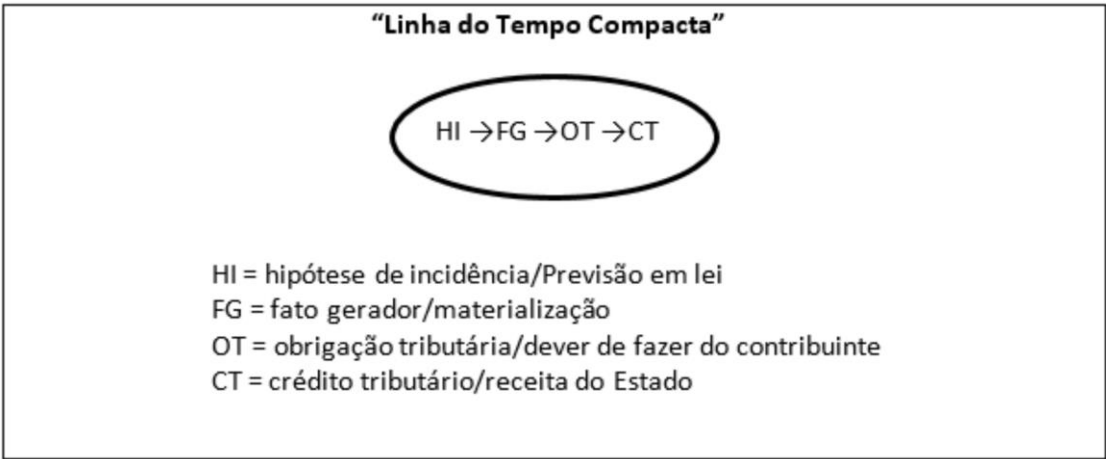 “Linha do Tempo Compacta”
HI →FG →OT →CT
HI = hipótese de incidência/Previsão em lei
FG = fato gerador/materialização
OT = obrigação tributária/dever de fazer do contribuinte
CT = crédito tributário/receita do Estado